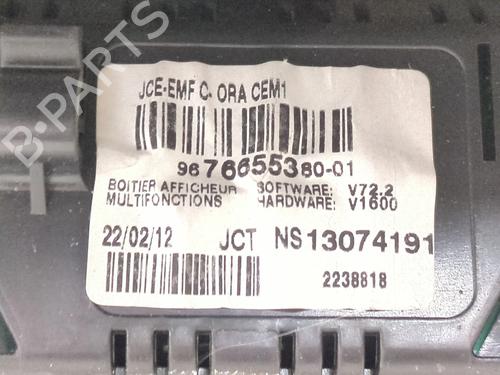 JCE-EMF C- ORA CEM1
9676655380-01
BOITIER AFFICHEUR SOFTWARE: V72.2
MULTIFONCTIONS HARDWARE: V1600
22/02/12 JCT NS13074191
2238818
B-PARTS